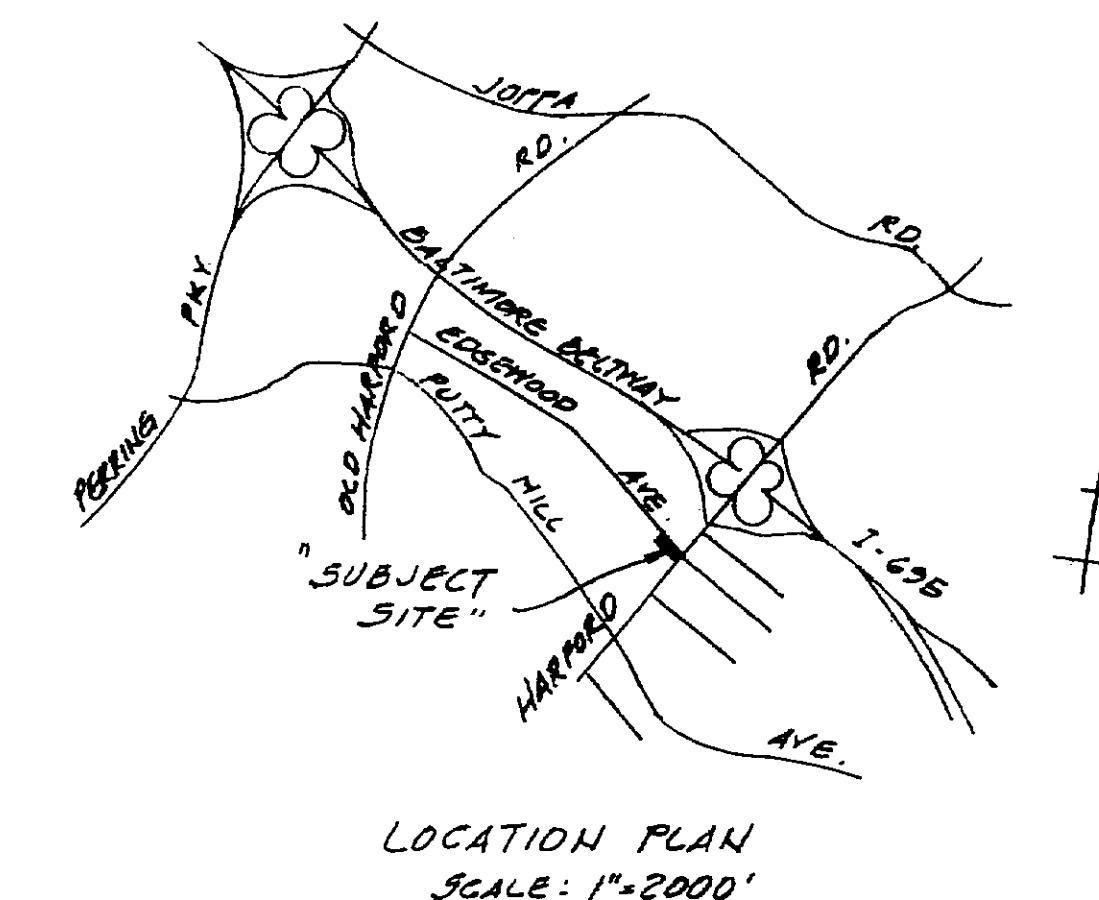 JOPPA
RD.
RD.
BALTIMORE BELTWAY
PKY
OLD HARFORD
EDGEWOOD
RD.
PUTTY
PERRING
AVE.
HILL
I-695
"SUBJECT
SITE"
HARFORD
AVE.
LOCATION PLAN
SCALE: 1"=2000'